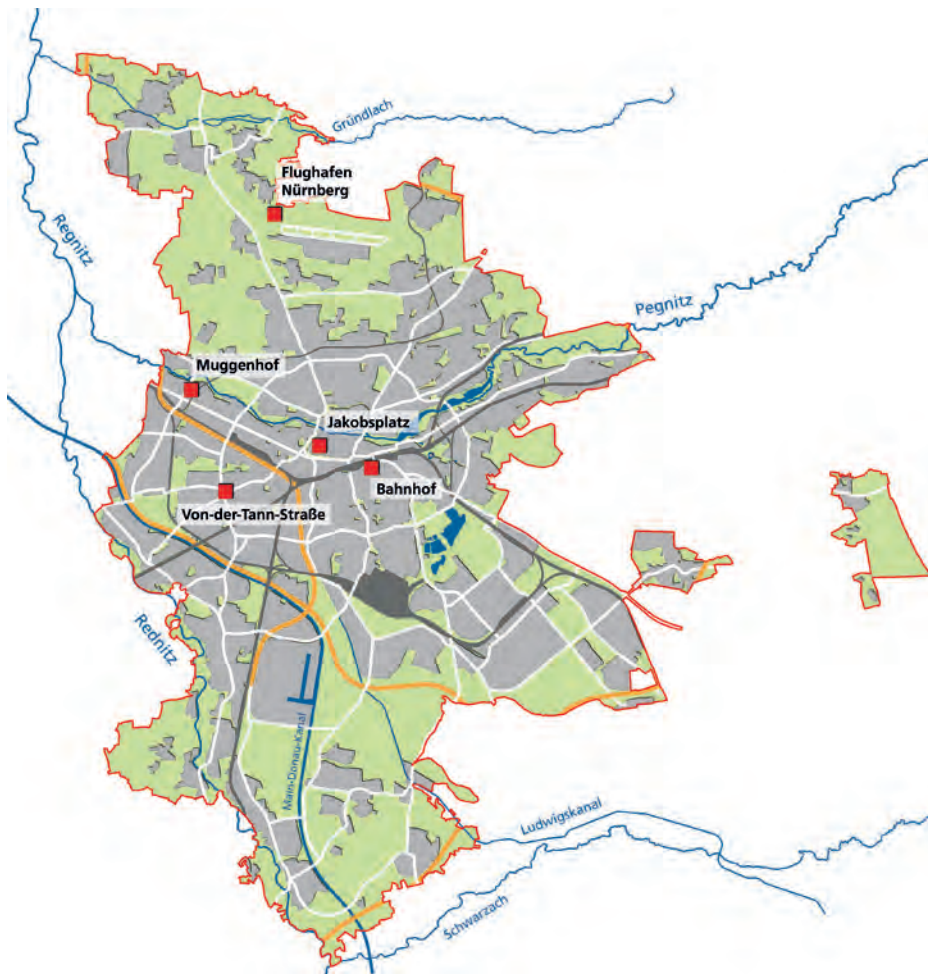 Gründlach
Flughafen
Nürnberg
Regnitz
Pegnitz
Muggenhof
Jakobsplatz
Bahnhof
Von-der-Tann-Straße
Rednitz
Main-Donau-Kanal
Ludwigskanal
Schwarzach